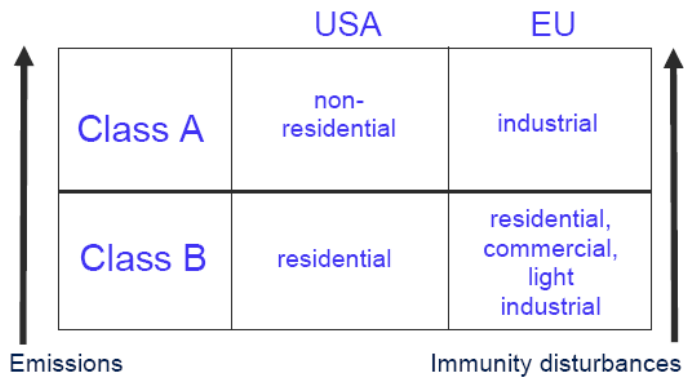 USA EU
Class A
non-
residential
industrial
Class B
residential
residential,
commercial,
light
industrial
Emissions
Immunity disturbances